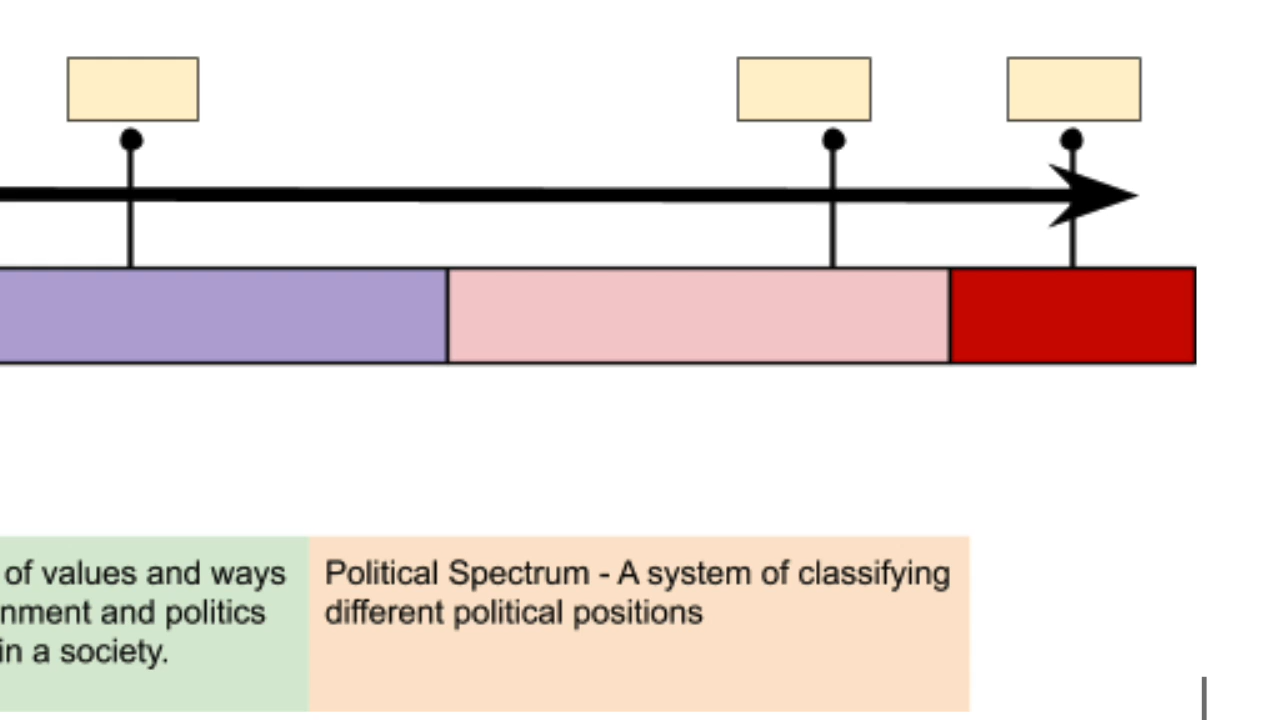 of values and ways
nment and politics
in a society.
Political Spectrum - A system of classifying
different political positions